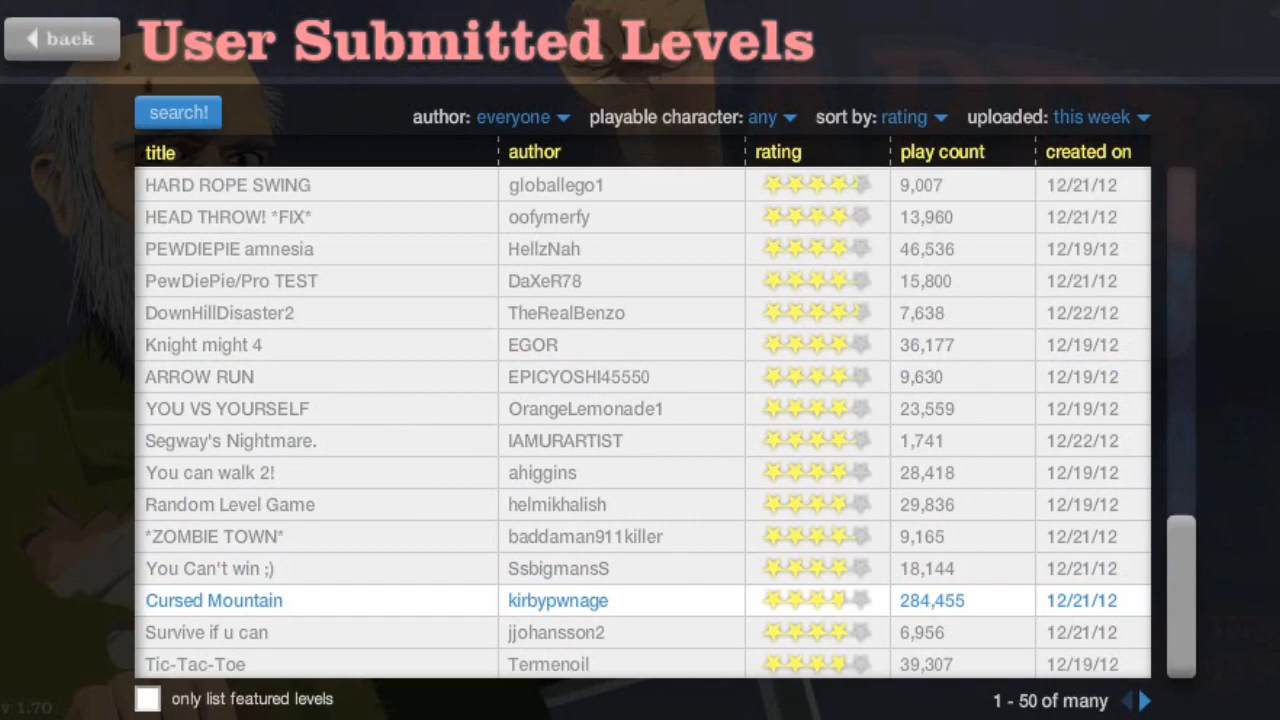 back User Submitted Levels
search! author: everyone playable character: any sort by: rating uploaded: this week
title author rating play count created on
HARD ROPE SWING globallego1 9,007 12/21/12
HEAD THROW! *FIX* oofymerfy 13,960 12/21/12
PEWDIEPIE amnesia HellzNah 46,536 12/19/12
PewDiePie/Pro TEST DaXeR78 15,800 12/21/12
DownHillDisaster2 TheRealBenzo 7,638 12/22/12
Knight might 4 EGOR 36,177 12/19/12
ARROW RUN EPICYOSHI45550 9,630 12/19/12
YOU VS YOURSELF OrangeLemonade1 23,559 12/19/12
Segway's Nightmare. IAMURARTIST 1,741 12/22/12
You can walk 2! ahiggins 28,418 12/19/12
Random Level Game helmikhalish 29,836 12/19/12
*ZOMBIE TOWN* baddaman911killer 9,165 12/21/12
You Can't win ;) SsbigmansS 18,144 12/21/12
Cursed Mountain kirbypwnage 284,455 12/21/12
Survive if u can jjohansson2 6,956 12/21/12
Tic-Tac-Toe Termenoil 39,307 12/19/12
only list featured levels 1 - 50 of many
v 1.70